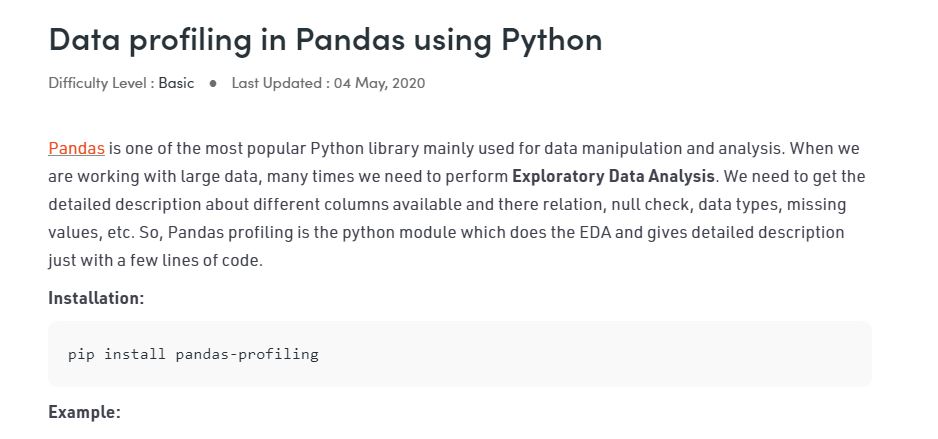 Data profiling in Pandas using Python
Difficulty Level : Basic ● Last Updated : 04 May, 2020
Pandas is one of the most popular Python library mainly used for data manipulation and analysis. When we
are working with large data, many times we need to perform Exploratory Data Analysis. We need to get the
detailed description about different columns available and there relation, null check, data types, missing
values, etc. So, Pandas profiling is the python module which does the EDA and gives detailed description
just with a few lines of code.
Installation:
pip install pandas-profiling
Example: